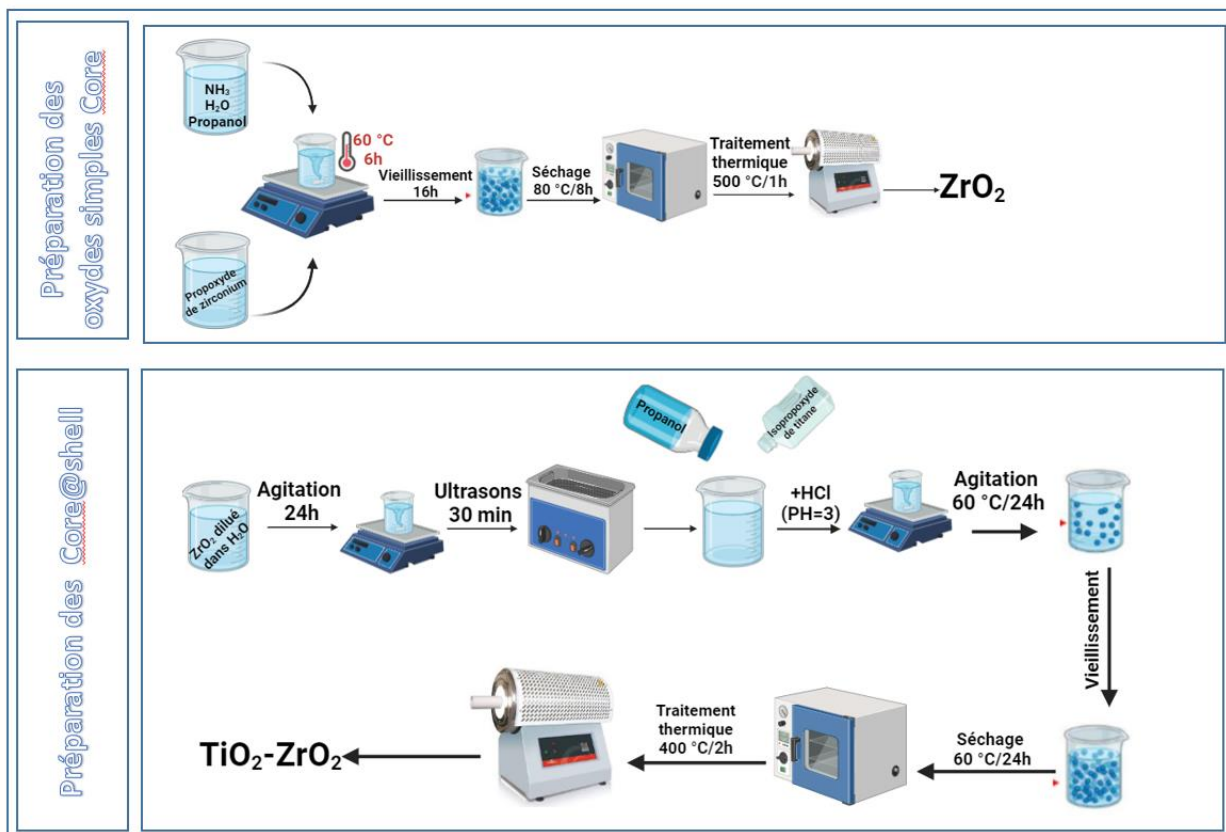 Préparation des
oxydes simples Core
NH₃
H₂O
Propanol
60 °C
6h
Propoxyde
de zirconium
Vieillissement
16h
Séchage
80 °C/8h
Traitement
thermique
500 °C/1h
ZrO₂
Préparation des Core@shell
ZrO₂ dilué
dans H₂O
Agitation
24h
Ultrasons
30 min
Propanol
Isopropoxyde
de titane
+HCl
(PH=3)
Agitation
60 °C/24h
Vieillissement
Séchage
60 °C/24h
Traitement
thermique
400 °C/2h
TiO₂-ZrO₂